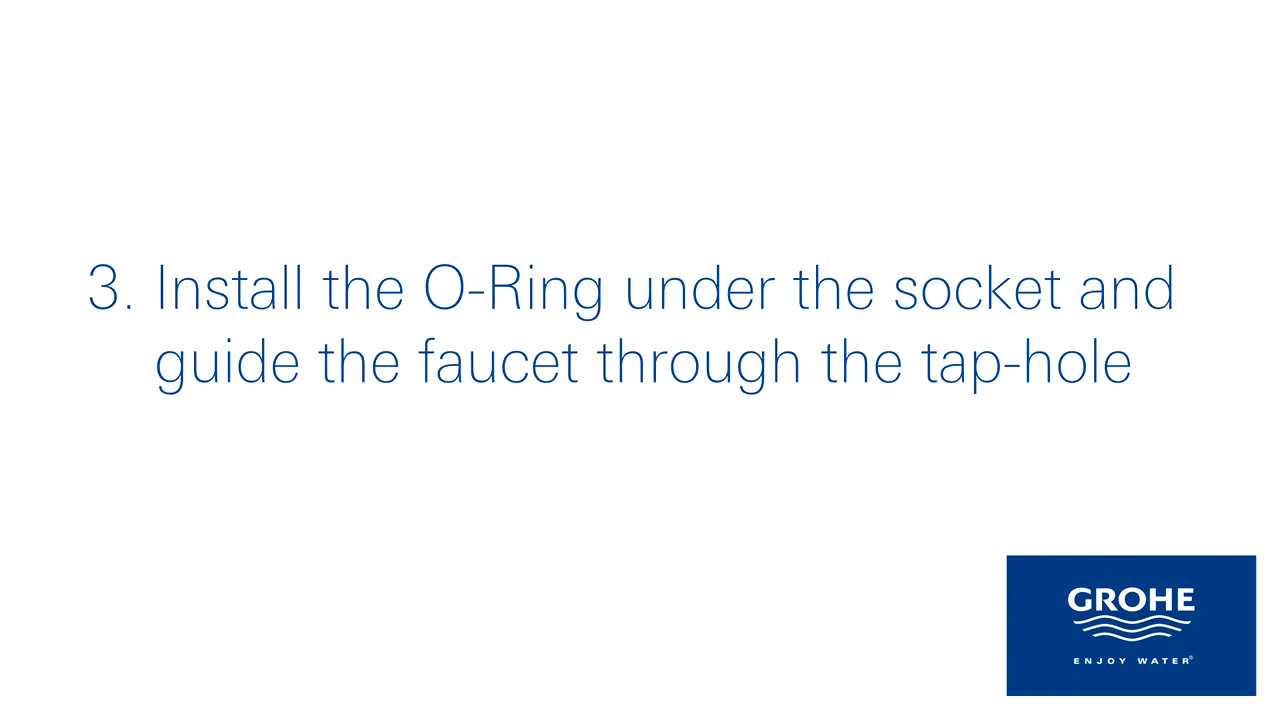 3. Install the O-Ring under the socket and
guide the faucet through the tap-hole
GROHE
ENJOY WATER®